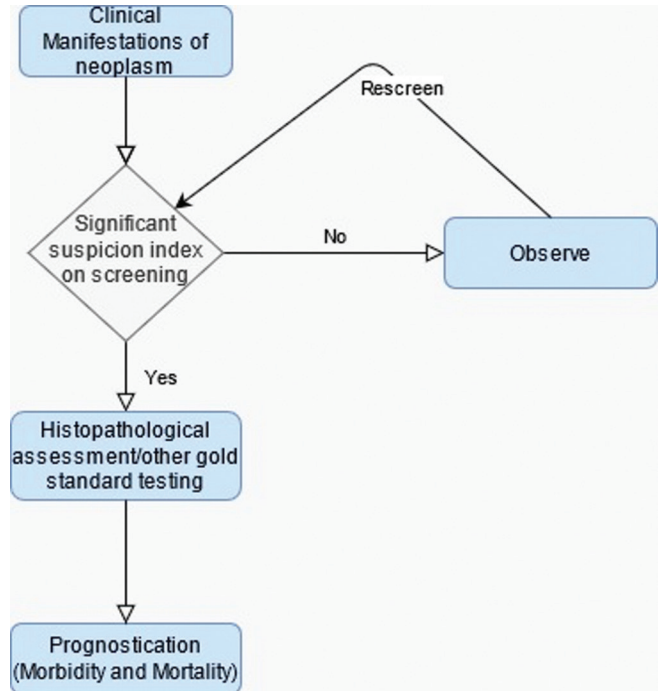 Clinical
Manifestations of
neoplasm
Rescreen
Significant
suspicion index
on screening
No
Observe
Yes
Histopathological
assessment/other gold
standard testing
Prognostication
(Morbidity and Mortality)